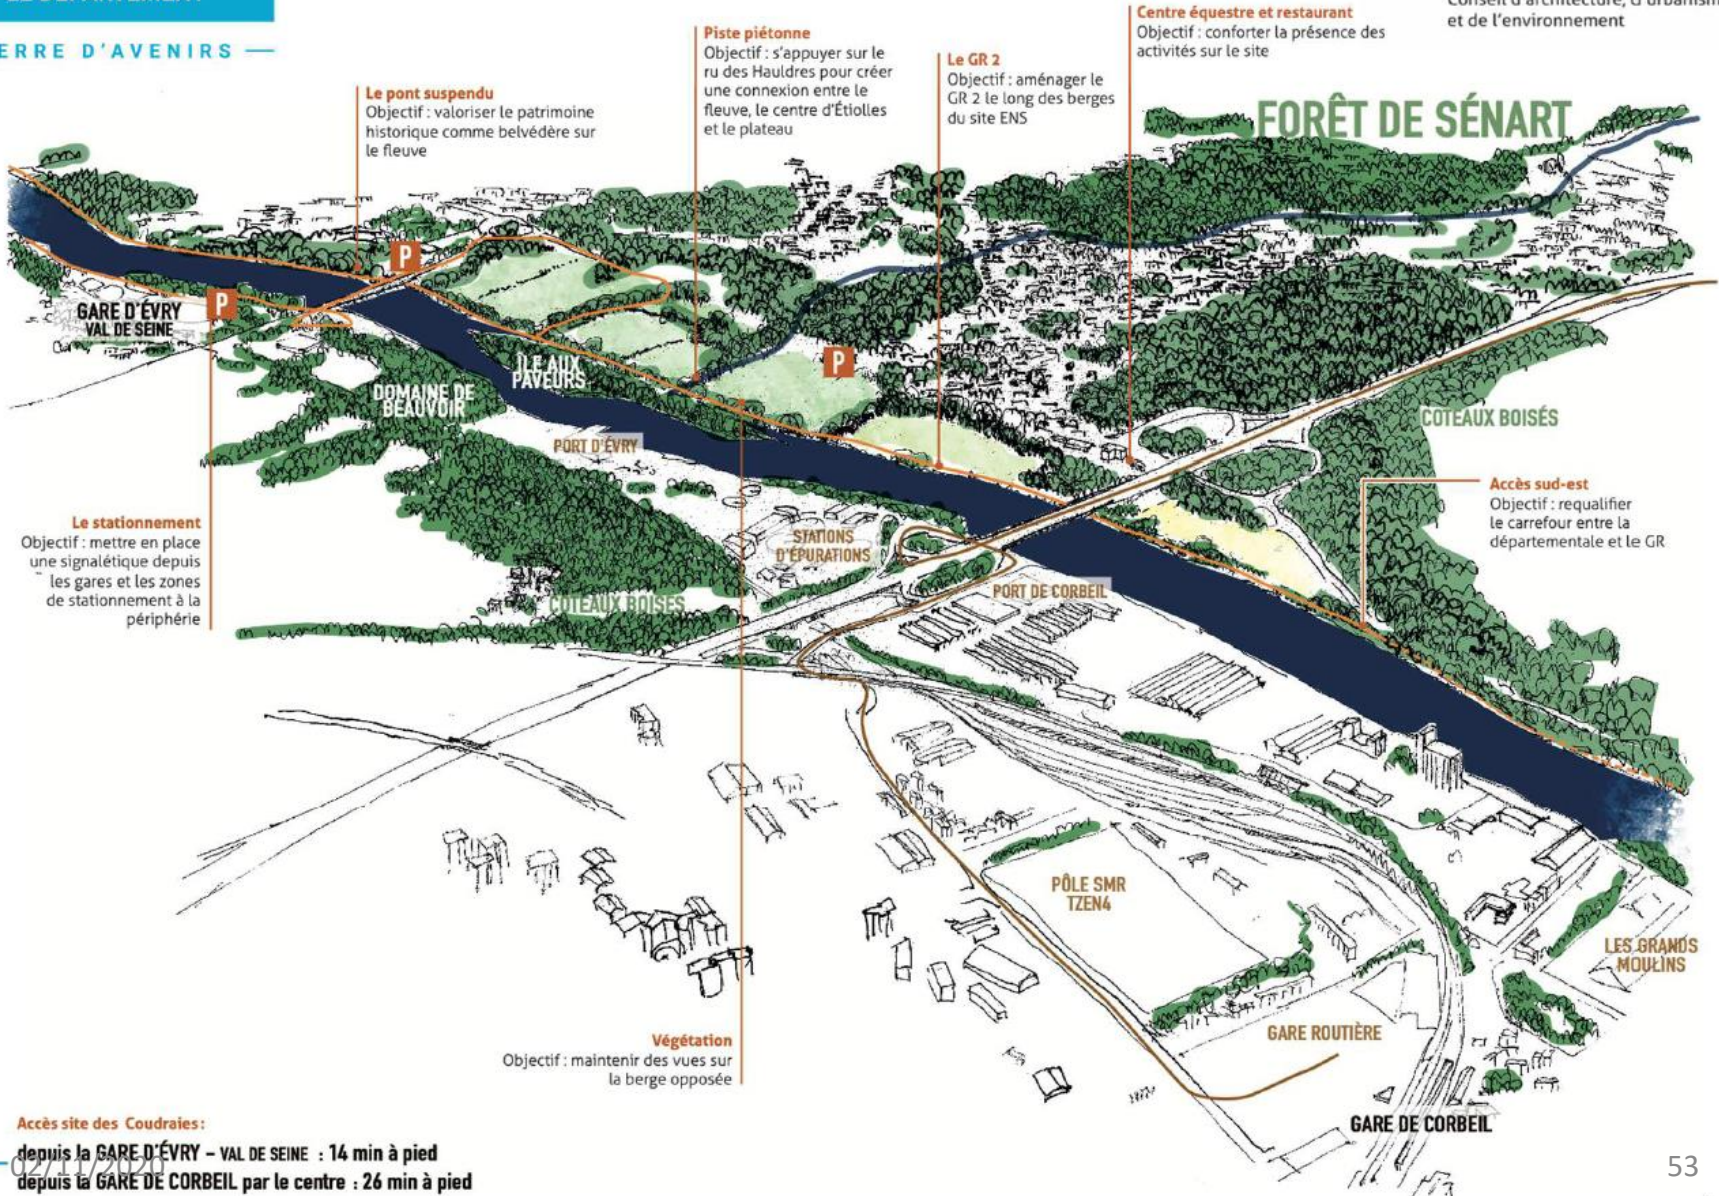 ERRE D'AVENIRS
Conseil d'architecture, d'urbanism
et de l'environnement
Centre équestre et restaurant
Objectif : conforter la présence des
activités sur le site
Piste piétonne
Objectif : s'appuyer sur le
ru des Hauldres pour créer
une connexion entre le
fleuve, le centre d'Étiolles
et le plateau
Le GR 2
Objectif : aménager le
GR 2 le long des berges
du site ENS
Le pont suspendu
Objectif : valoriser le patrimoine
historique comme belvédère sur
le fleuve
FORÊT DE SÉNART
P
P
P
GARE D'ÉVRY
VAL DE SEINE
ÎLE AUX
PAVEURS
DOMAINE DE
BEAUVOIR
PORT D'ÉVRY
COTEAUX BOISÉS
Accès sud-est
Objectif : requalifier
le carrefour entre la
départementale et le GR
Le stationnement
Objectif : mettre en place
une signalétique depuis
les gares et les zones
de stationnement à la
périphérie
STATIONS
D'ÉPURATIONS
COTEAUX BOISÉS
PORT DE CORBEIL
PÔLE SMR
TZEN4
LES GRANDS
MOULINS
GARE ROUTIÈRE
Végétation
Objectif : maintenir des vues sur
la berge opposée
GARE DE CORBEIL
Accès site des Coudraies :
depuis la GARE D'ÉVRY – VAL DE SEINE : 14 min à pied
02/11/2020
depuis la GARE DE CORBEIL par le centre : 26 min à pied
53